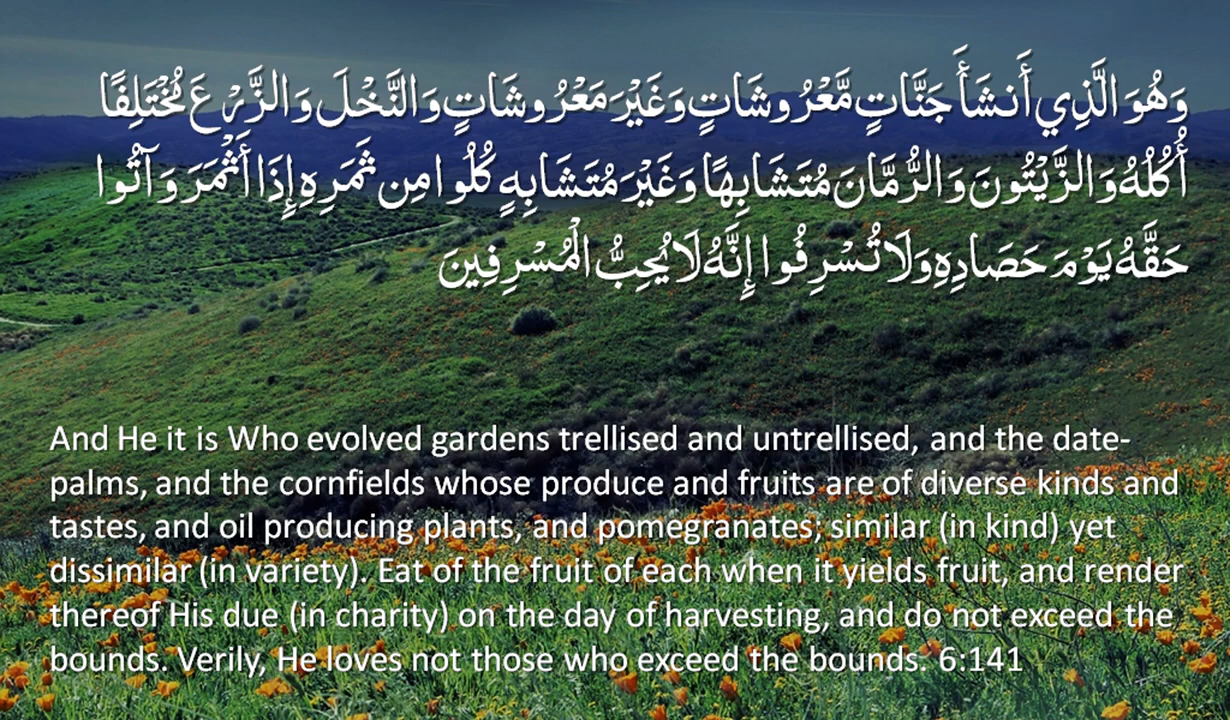 وَهُوَ الَّذِي أَنشَأَ جَنَّاتٍ مَّعْرُوشَاتٍ وَغَيْرَ مَعْرُوشَاتٍ وَالنَّخْلَ وَالزَّرْعَ مُخْتَلِفًا
أُكُلُهُ وَالزَّيْتُونَ وَالرُّمَّانَ مُتَشَابِهًا وَغَيْرَ مُتَشَابِهٍ كُلُوا مِن ثَمَرِهِ إِذَا أَثْمَرَ وَآتُوا
حَقَّهُ يَوْمَ حَصَادِهِ وَلَا تُسْرِفُوا إِنَّهُ لَا يُحِبُّ الْمُسْرِفِينَ
And He it is Who evolved gardens trellised and untrellised, and the date-
palms, and the cornfields whose produce and fruits are of diverse kinds and
tastes, and oil producing plants, and pomegranates; similar (in kind) yet
dissimilar (in variety). Eat of the fruit of each when it yields fruit, and render
thereof His due (in charity) on the day of harvesting, and do not exceed the
bounds. Verily, He loves not those who exceed the bounds. 6:141